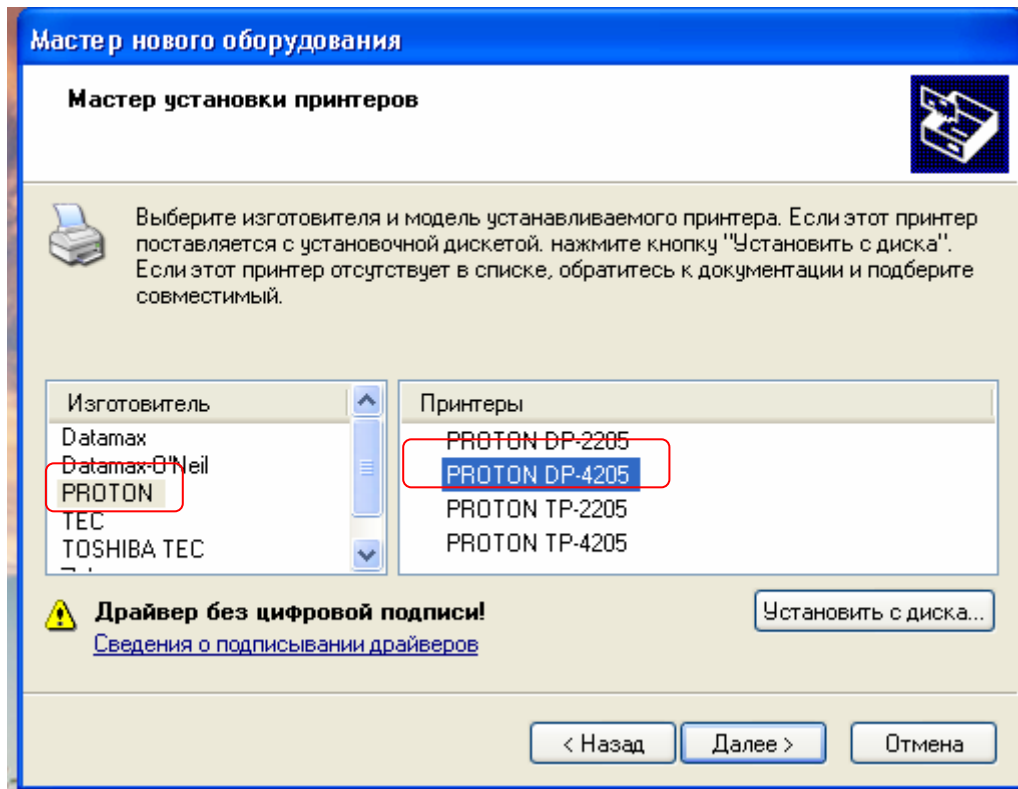 Мастер нового оборудования
Мастер установки принтеров
Выберите изготовителя и модель устанавливаемого принтера. Если этот принтер
поставляется с установочной дискетой. нажмите кнопку "Установить с диска".
Если этот принтер отсутствует в списке, обратитесь к документации и подберите
совместимый.
Изготовитель
Datamax
Datamax-O'Neil
PROTON
TEC
TOSHIBA TEC
Принтеры
PROTON DP-2205
PROTON DP-4205
PROTON TP-2205
PROTON TP-4205
Драйвер без цифровой подписи!
Сведения о подписывании драйверов
Установить с диска...
< Назад
Далее >
Отмена